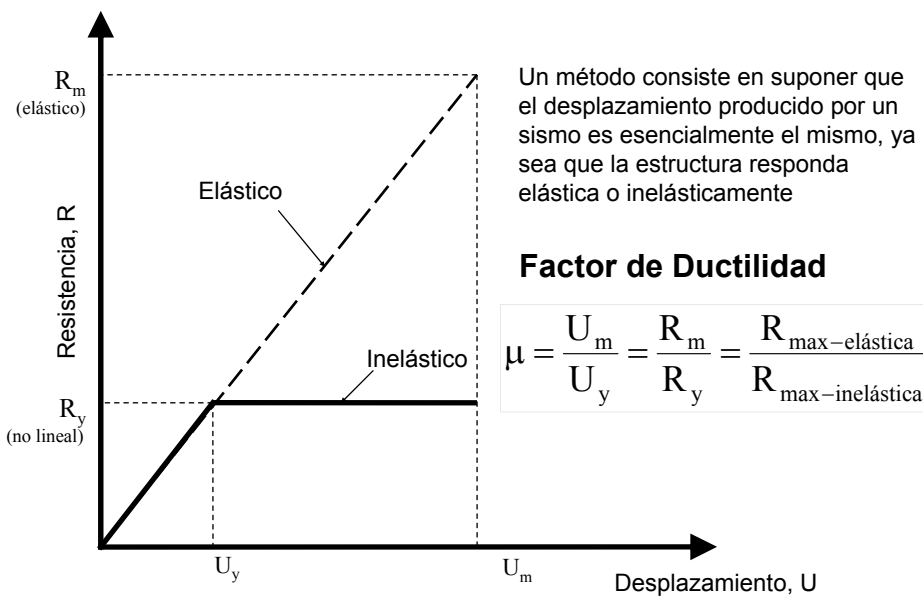 R_m
(elástico)
Un método consiste en suponer que
el desplazamiento producido por un
sismo es esencialmente el mismo, ya
sea que la estructura responda
elástica o inelásticamente
Elástico
Resistencia, R
Factor de Ductilidad
μ = U_m / U_y = R_m / R_y = R_max−elástica / R_max−inelástica
Inelástico
R_y
(no lineal)
U_y
U_m
Desplazamiento, U